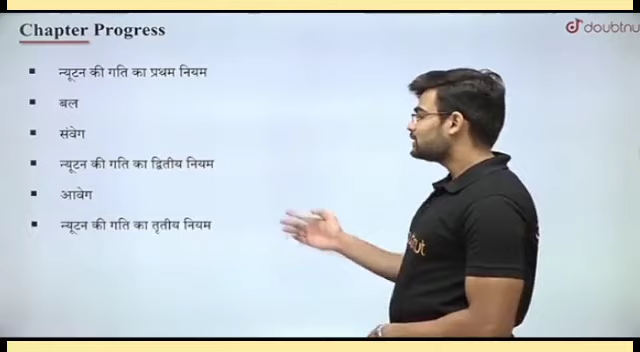 Chapter Progress
doubtnut
▪ न्यूटन की गति का प्रथम नियम
▪ बल
▪ संवेग
▪ न्यूटन की गति का द्वितीय नियम
▪ आवेग
▪ न्यूटन की गति का तृतीय नियम